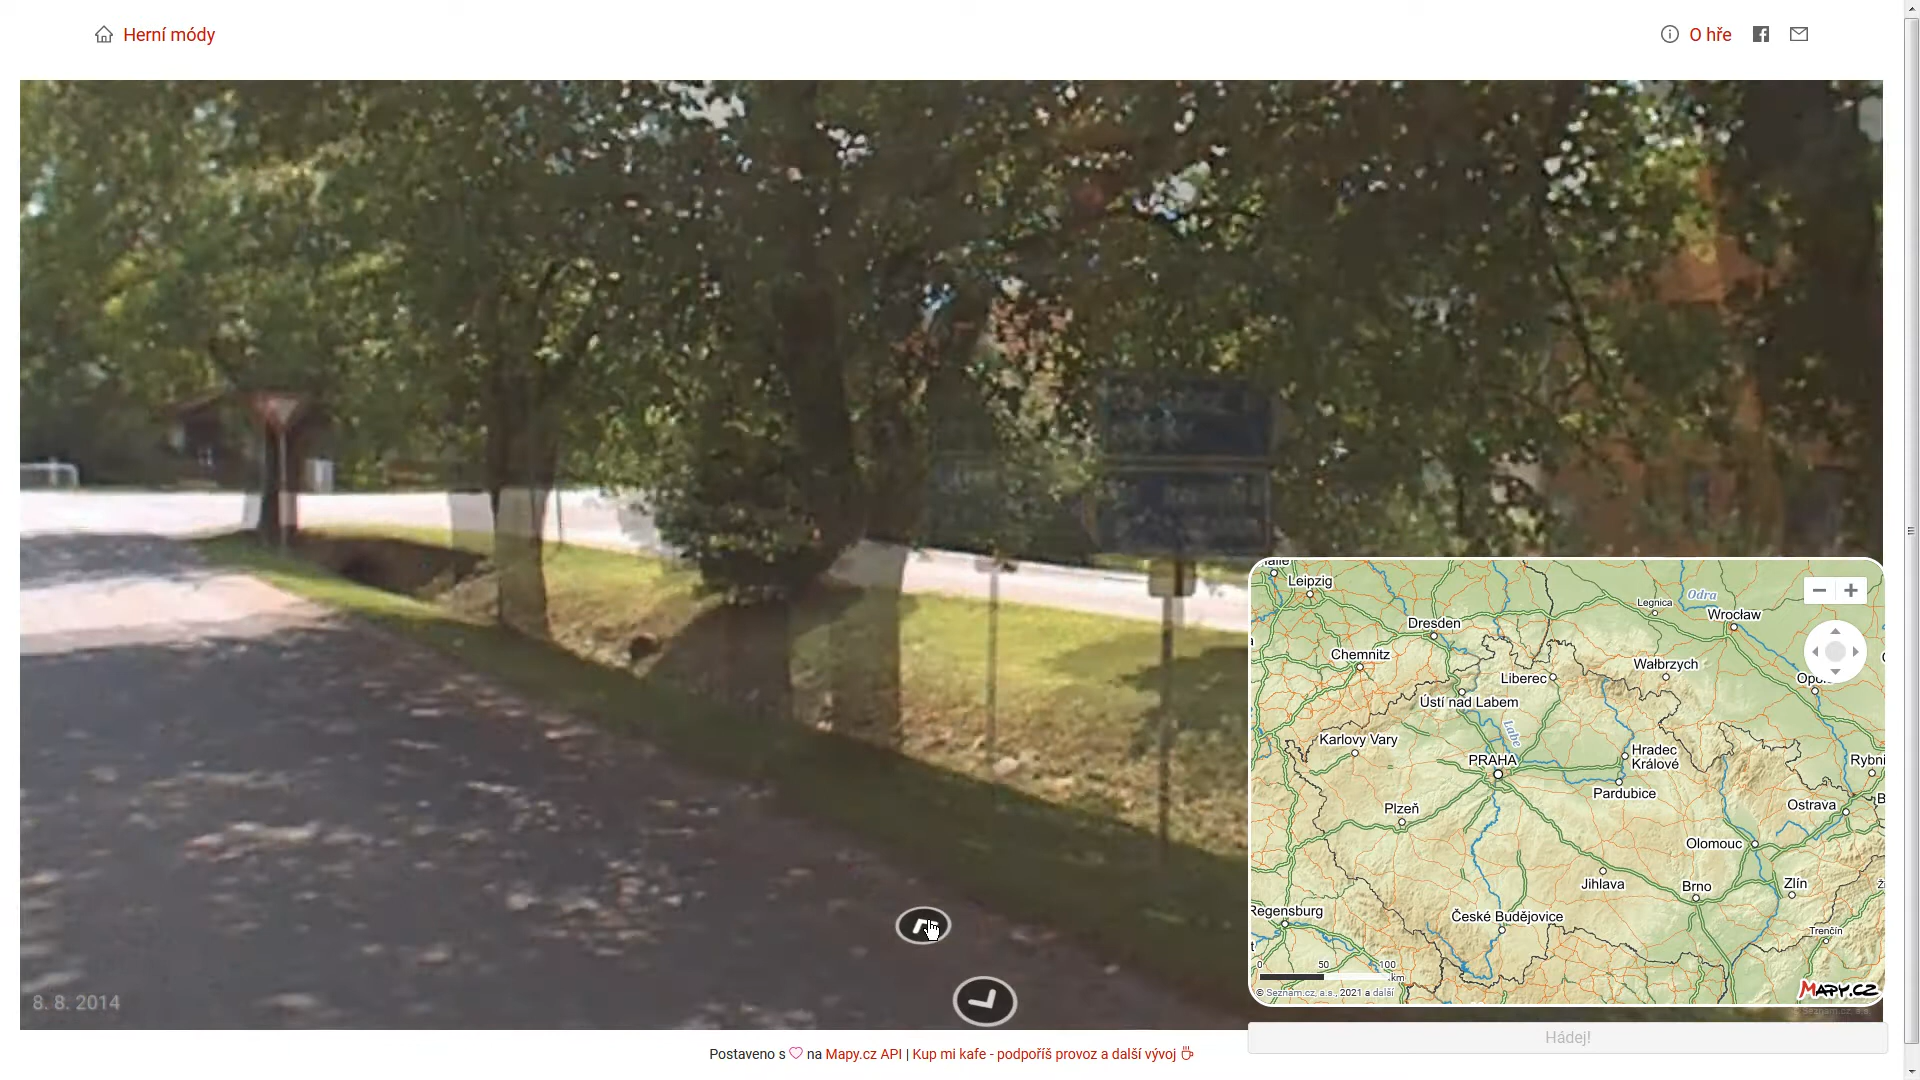 Herní módy
O hře
Leipzig
Dresden
Chemnitz
Legnica
Odra
Wrocław
Wałbrzych
Liberec
Ústí nad Labem
Labe
Karlovy Vary
PRAHA
Hradec
Králové
Pardubice
Plzeň
Ostrava
Olomouc
Jihlava
Brno
Zlín
Regensburg
České Budějovice
Trenčín
0 50 100
km
© Seznam.cz, a.s., 2021 a další
MAPY.CZ
8. 8. 2014
Hádej!
Postaveno s na Mapy.cz API | Kup mi kafe - podpoříš provoz a další vývoj